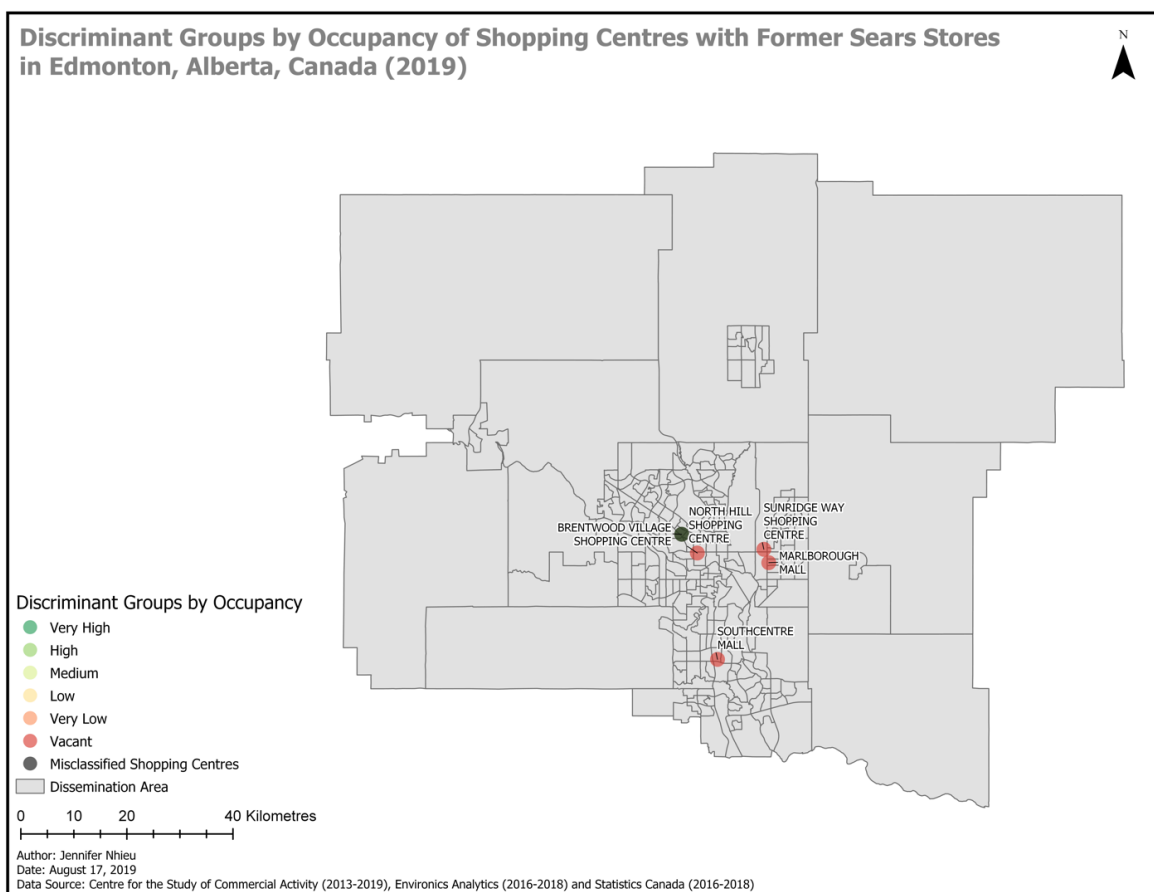 Discriminant Groups by Occupancy of Shopping Centres with Former Sears Stores
in Edmonton, Alberta, Canada (2019)
N
BRENTWOOD VILLAGE
SHOPPING CENTRE
NORTH HILL
SHOPPING
CENTRE
SUNRIDGE WAY
SHOPPING
CENTRE
MARLBOROUGH
MALL
SOUTHCENTRE
MALL
Discriminant Groups by Occupancy
Very High
High
Medium
Low
Very Low
Vacant
Misclassified Shopping Centres
Dissemination Area
0 10 20 40 Kilometres
Author: Jennifer Nhieu
Date: August 17, 2019
Data Source: Centre for the Study of Commercial Activity (2013-2019), Environics Analytics (2016-2018) and Statistics Canada (2016-2018)